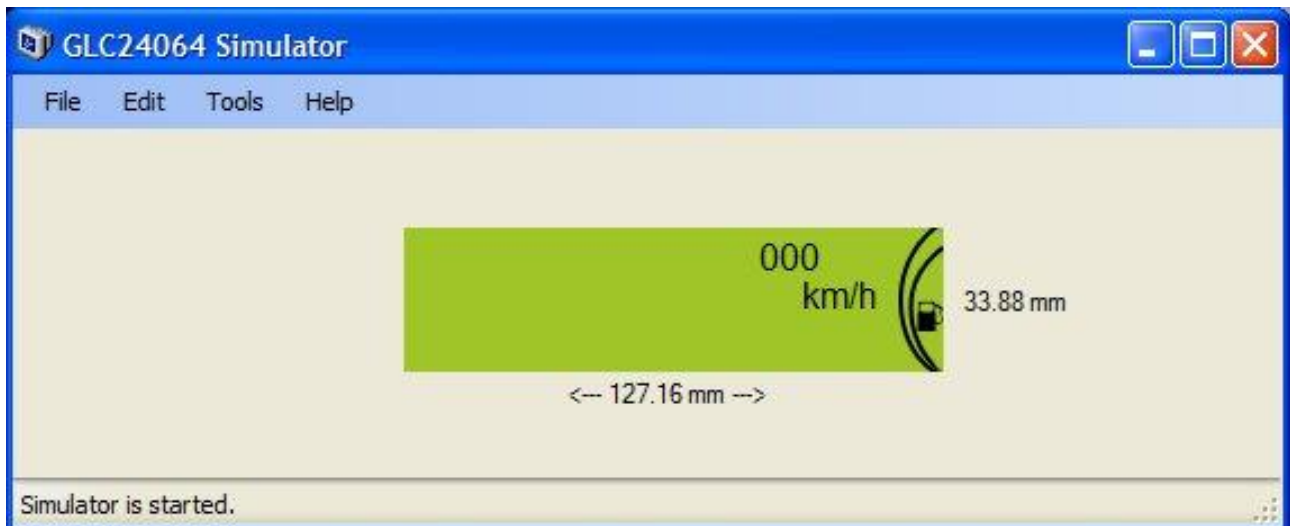 GLC24064 Simulator
File Edit Tools Help
000
km/h
33.88 mm
<--- 127.16 mm --->
Simulator is started.